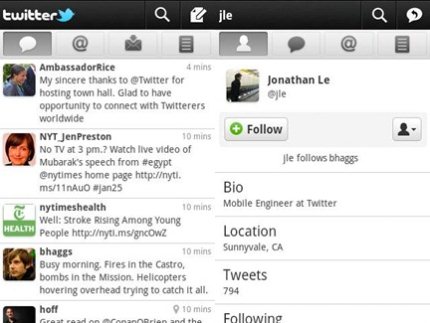 twitter
AmbassadorRice 4 mins
My sincere thanks to @Twitter for
hosting town hall. Glad to have
opportunity to connect with Twitterers
worldwide
NYT_JenPreston 10 mins
No TV at 3 pm.? Watch live video of
Mubarak's speech from #egypt
@nytimes home page http://nyti.
ms/11nAuO #jan25
HEALTH
nytimeshealth 10 mins
Well: Stroke Rising Among Young
People http://nyti.ms/gncOwZ
bhaggs 10 mins
Busy morning. Fires in the Castro,
bombs in the Mission. Helicopters
hovering overhead trying to catch it all.
hoff 10 mins
Great read on @ConanOBrien and the
jle
Jonathan Le
@jle
Follow
jle follows bhaggs
Bio
Mobile Engineer at Twitter
Location
Sunnyvale, CA
Tweets
794
Following